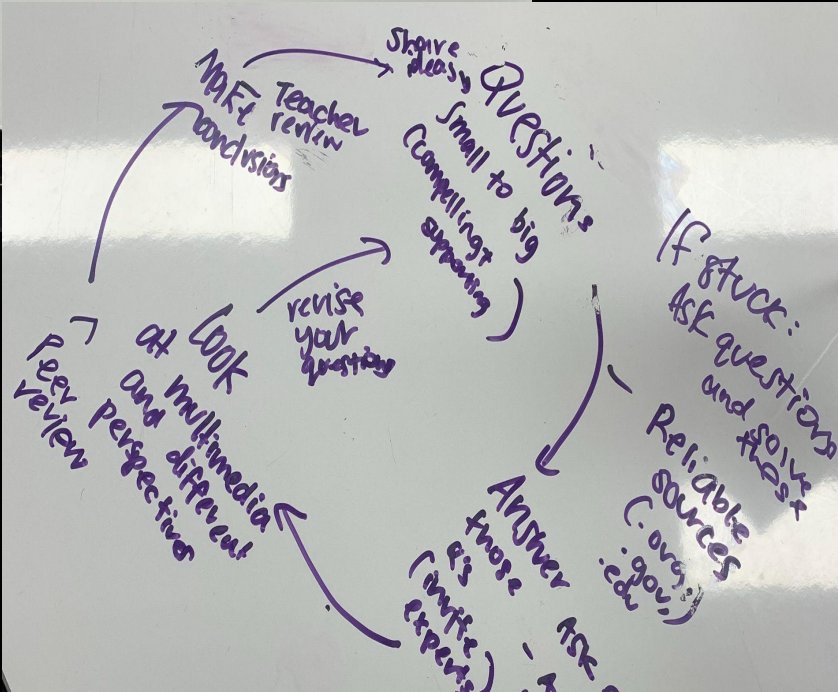 Share
ideas
Questions
Small to big
(compelling +
supporting)
If stuck:
Ask questions
and solve
those
Reliable
sources
(.org,
.gov,
.edu)
Answer
those
q's
(invite
experts)
Ask
Look
at multimedia
and different
perspectives
revise
your
questions
Peer
review
Make
conclusions
Teacher
review